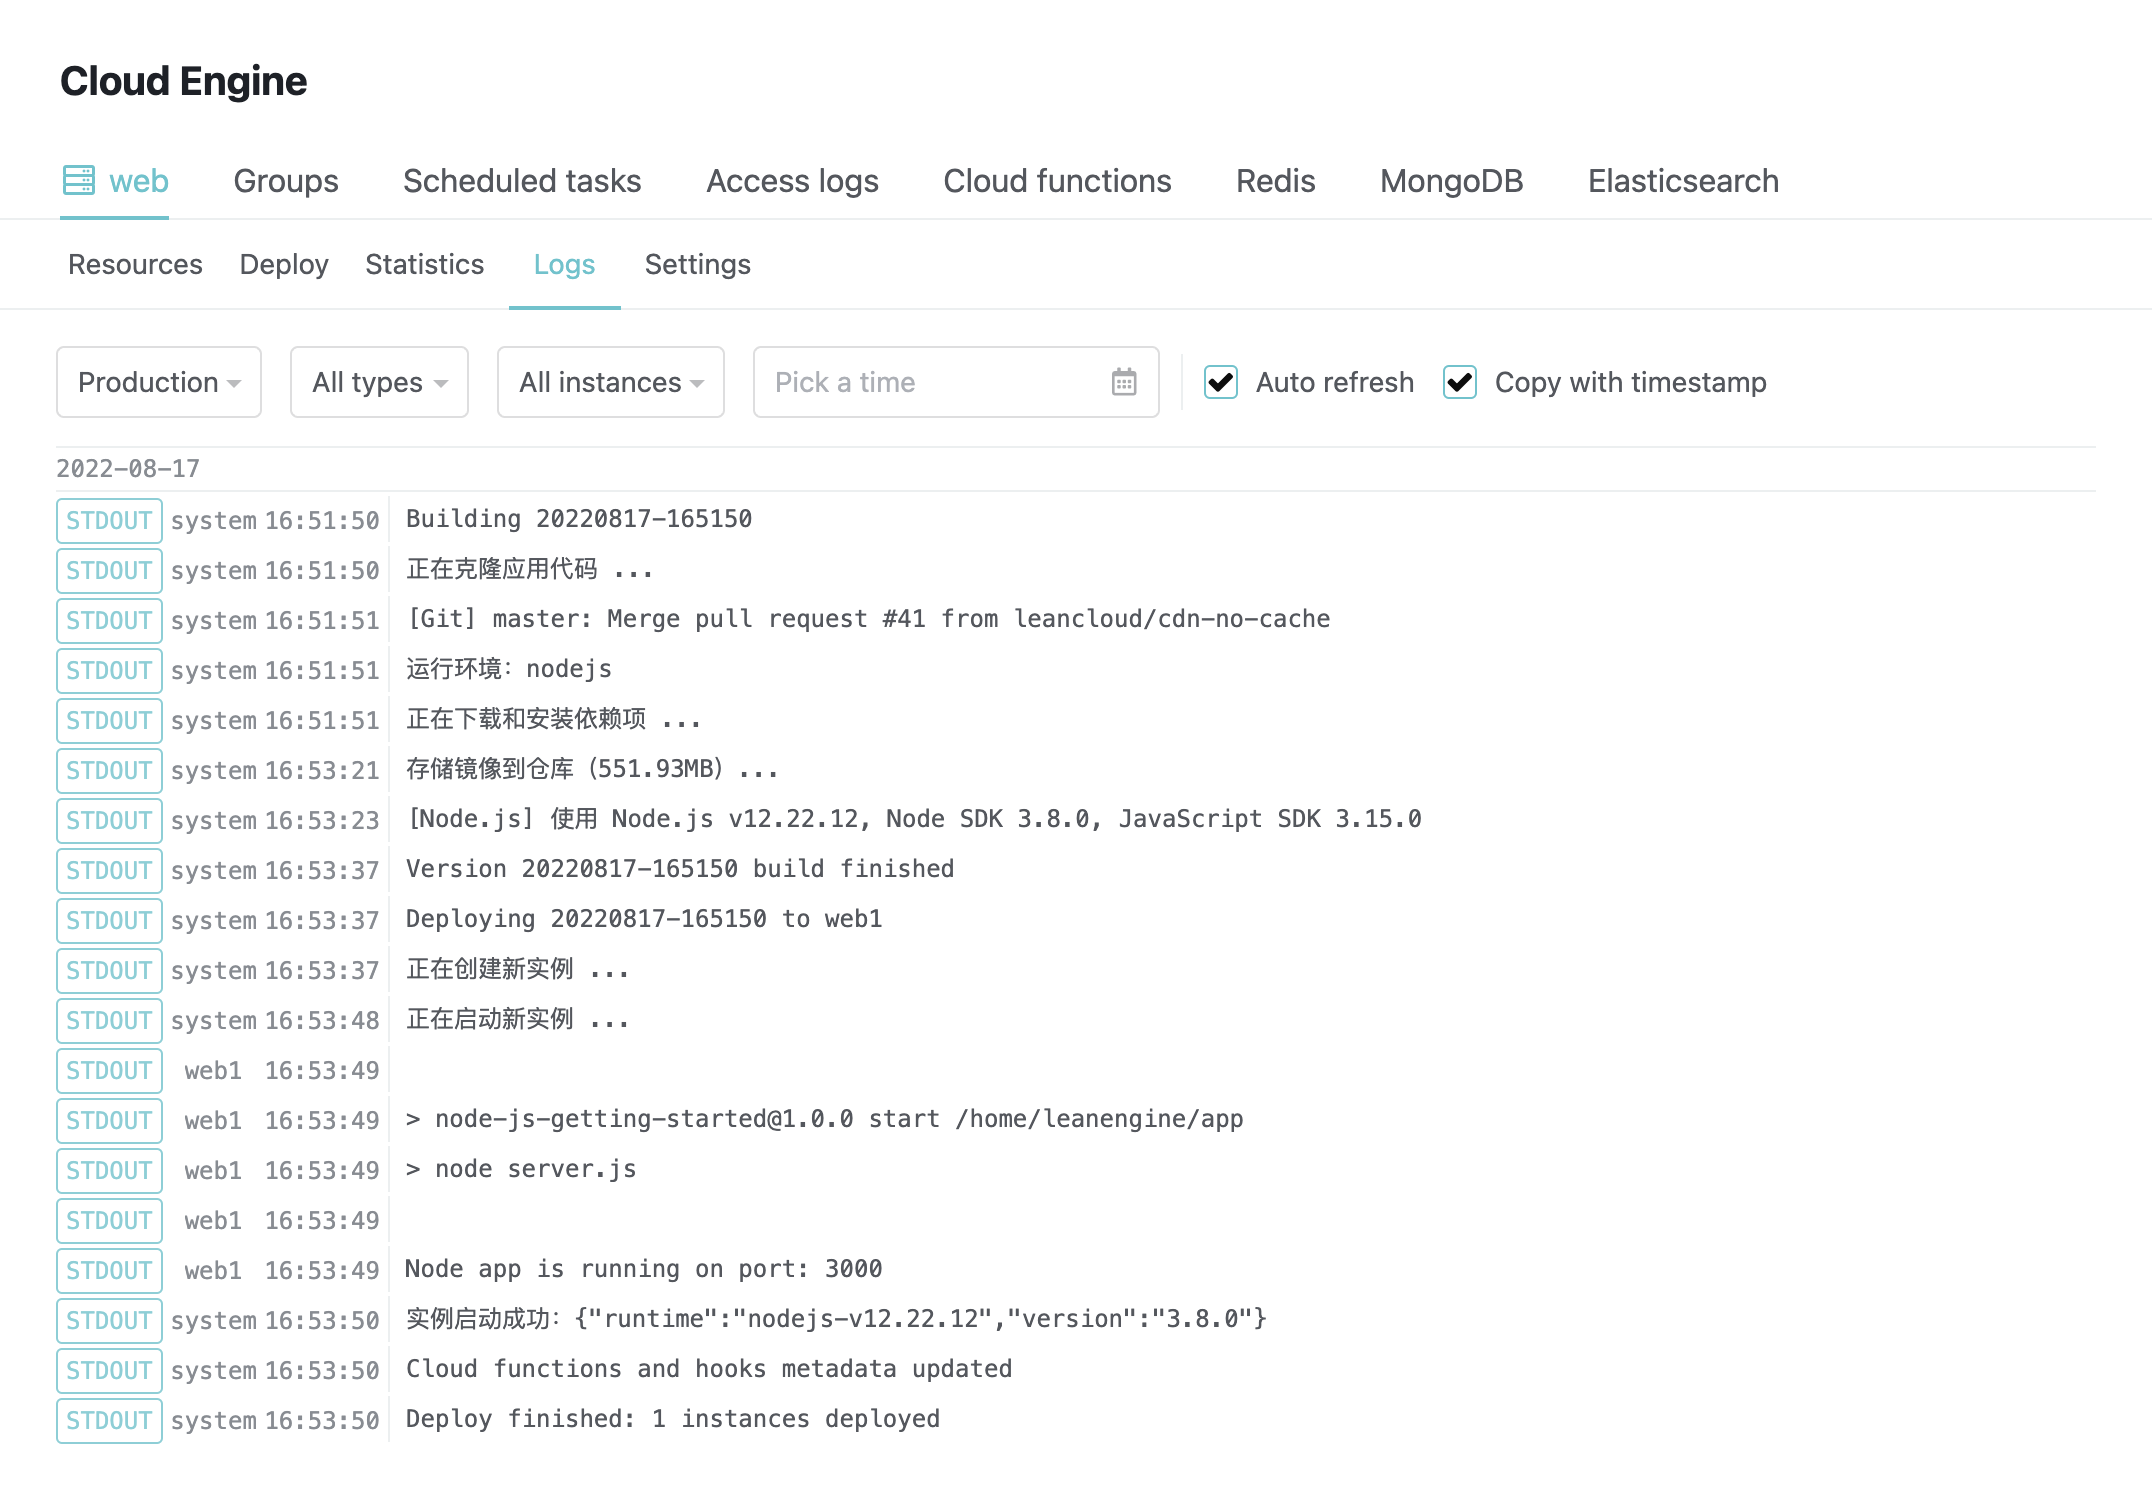 Cloud Engine
web Groups Scheduled tasks Access logs Cloud functions Redis MongoDB Elasticsearch
Resources Deploy Statistics Logs Settings
Production All types All instances Pick a time Auto refresh Copy with timestamp
2022-08-17
STDOUT system 16:51:50 Building 20220817-165150
STDOUT system 16:51:50 正在克隆应用代码 ...
STDOUT system 16:51:51 [Git] master: Merge pull request #41 from leancloud/cdn-no-cache
STDOUT system 16:51:51 运行环境：nodejs
STDOUT system 16:51:51 正在下载和安装依赖项 ...
STDOUT system 16:53:21 存储镜像到仓库（551.93MB）...
STDOUT system 16:53:23 [Node.js] 使用 Node.js v12.22.12, Node SDK 3.8.0, JavaScript SDK 3.15.0
STDOUT system 16:53:37 Version 20220817-165150 build finished
STDOUT system 16:53:37 Deploying 20220817-165150 to web1
STDOUT system 16:53:37 正在创建新实例 ...
STDOUT system 16:53:48 正在启动新实例 ...
STDOUT web1 16:53:49
STDOUT web1 16:53:49 > node-js-getting-started@1.0.0 start /home/leanengine/app
STDOUT web1 16:53:49 > node server.js
STDOUT web1 16:53:49
STDOUT web1 16:53:49 Node app is running on port: 3000
STDOUT system 16:53:50 实例启动成功：{"runtime":"nodejs-v12.22.12","version":"3.8.0"}
STDOUT system 16:53:50 Cloud functions and hooks metadata updated
STDOUT system 16:53:50 Deploy finished: 1 instances deployed